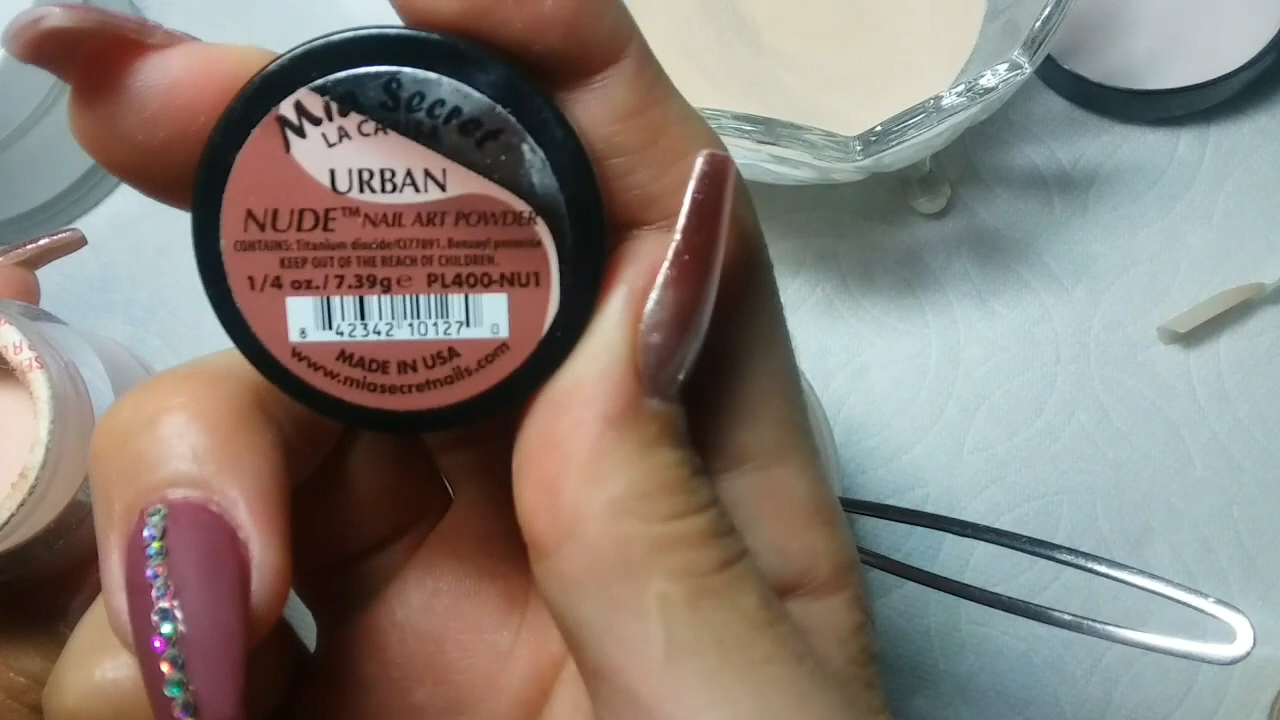 Mia Secret
URBAN
NUDE™ NAIL ART POWDER
CONTAINS: Titanium dioxide/CI77891, Benzoyl peroxide
KEEP OUT OF THE REACH OF CHILDREN.
1/4 oz./7.39g℮ PL400-NU1
8 42342 10127 0
MADE IN USA
www.miasecretnails.com